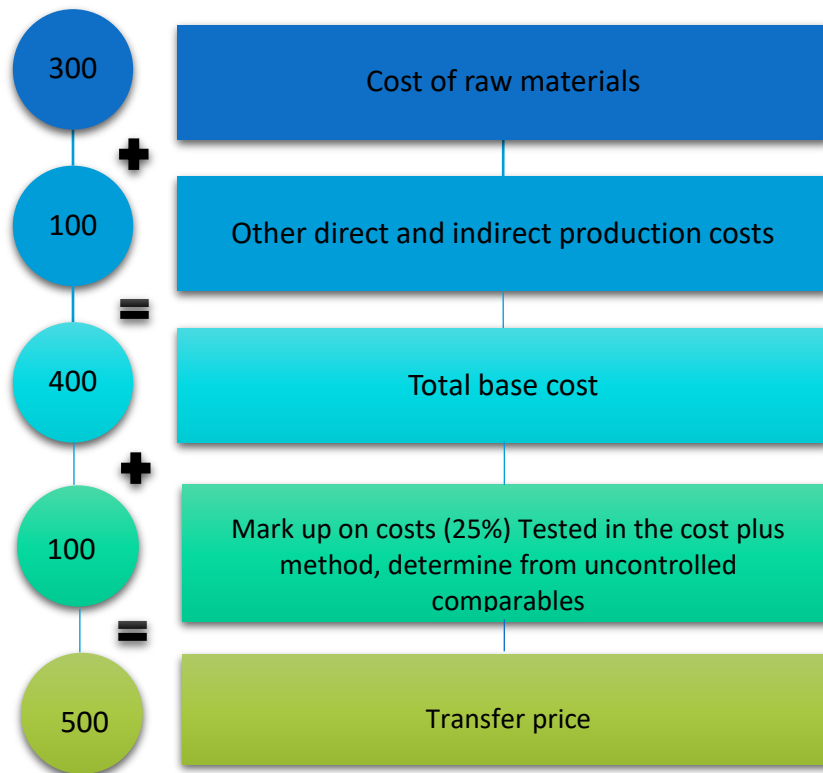 300
Cost of raw materials
+
100
Other direct and indirect production costs
=
400
Total base cost
+
100
Mark up on costs (25%) Tested in the cost plus
method, determine from uncontrolled
comparables
=
500
Transfer price